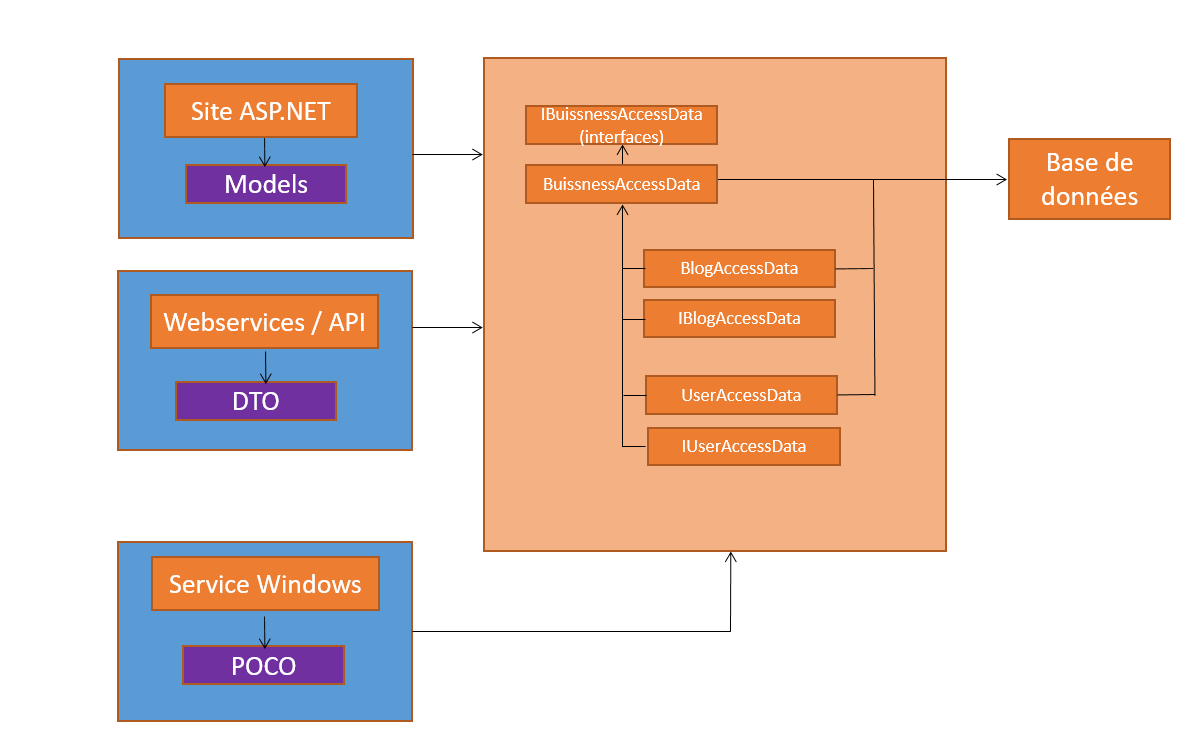 Site ASP.NET
Models
Webservices / API
DTO
Service Windows
POCO
IBuissnessAccessData
(interfaces)
BuissnessAccessData
BlogAccessData
IBlogAccessData
UserAccessData
IUserAccessData
Base de
données